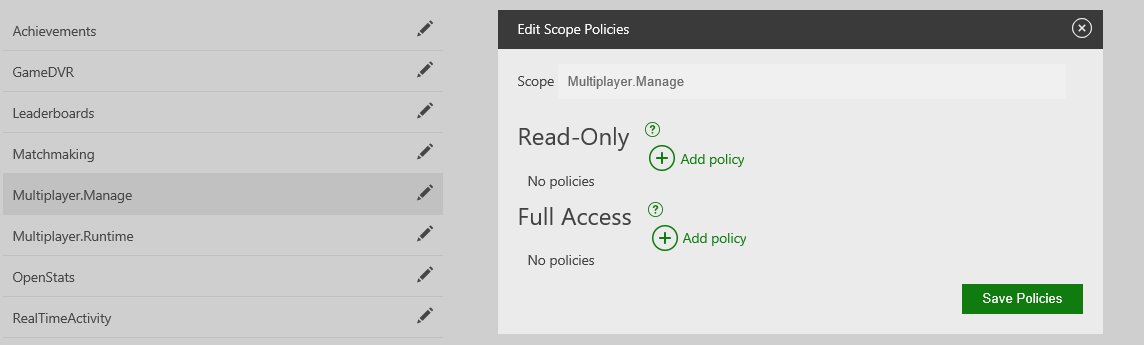 Achievements
GameDVR
Leaderboards
Matchmaking
Multiplayer.Manage
Multiplayer.Runtime
OpenStats
RealTimeActivity
Edit Scope Policies
Scope Multiplayer.Manage
Read-Only ?
Add policy
No policies
Full Access ?
Add policy
No policies
Save Policies